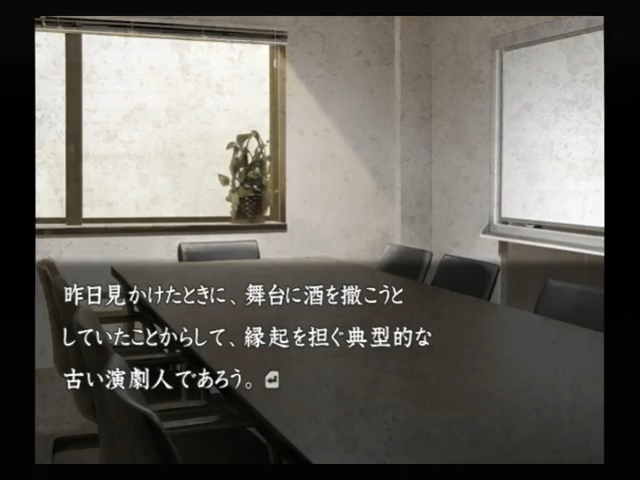 昨日見かけたときに、舞台に酒を撒こうと
していたことからして、縁起を担ぐ典型的な
古い演劇人であろう。